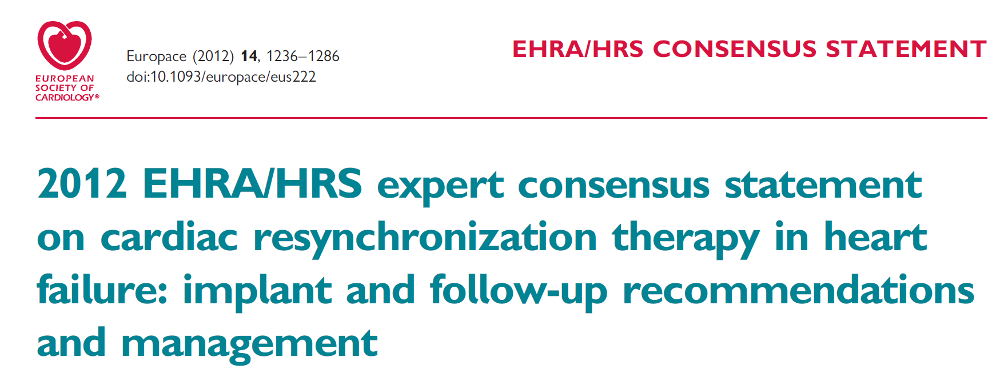 EUROPEAN
SOCIETY OF
CARDIOLOGY®
Europace (2012) 14, 1236–1286
doi:10.1093/europace/eus222
EHRA/HRS CONSENSUS STATEMENT
2012 EHRA/HRS expert consensus statement
on cardiac resynchronization therapy in heart
failure: implant and follow-up recommendations
and management